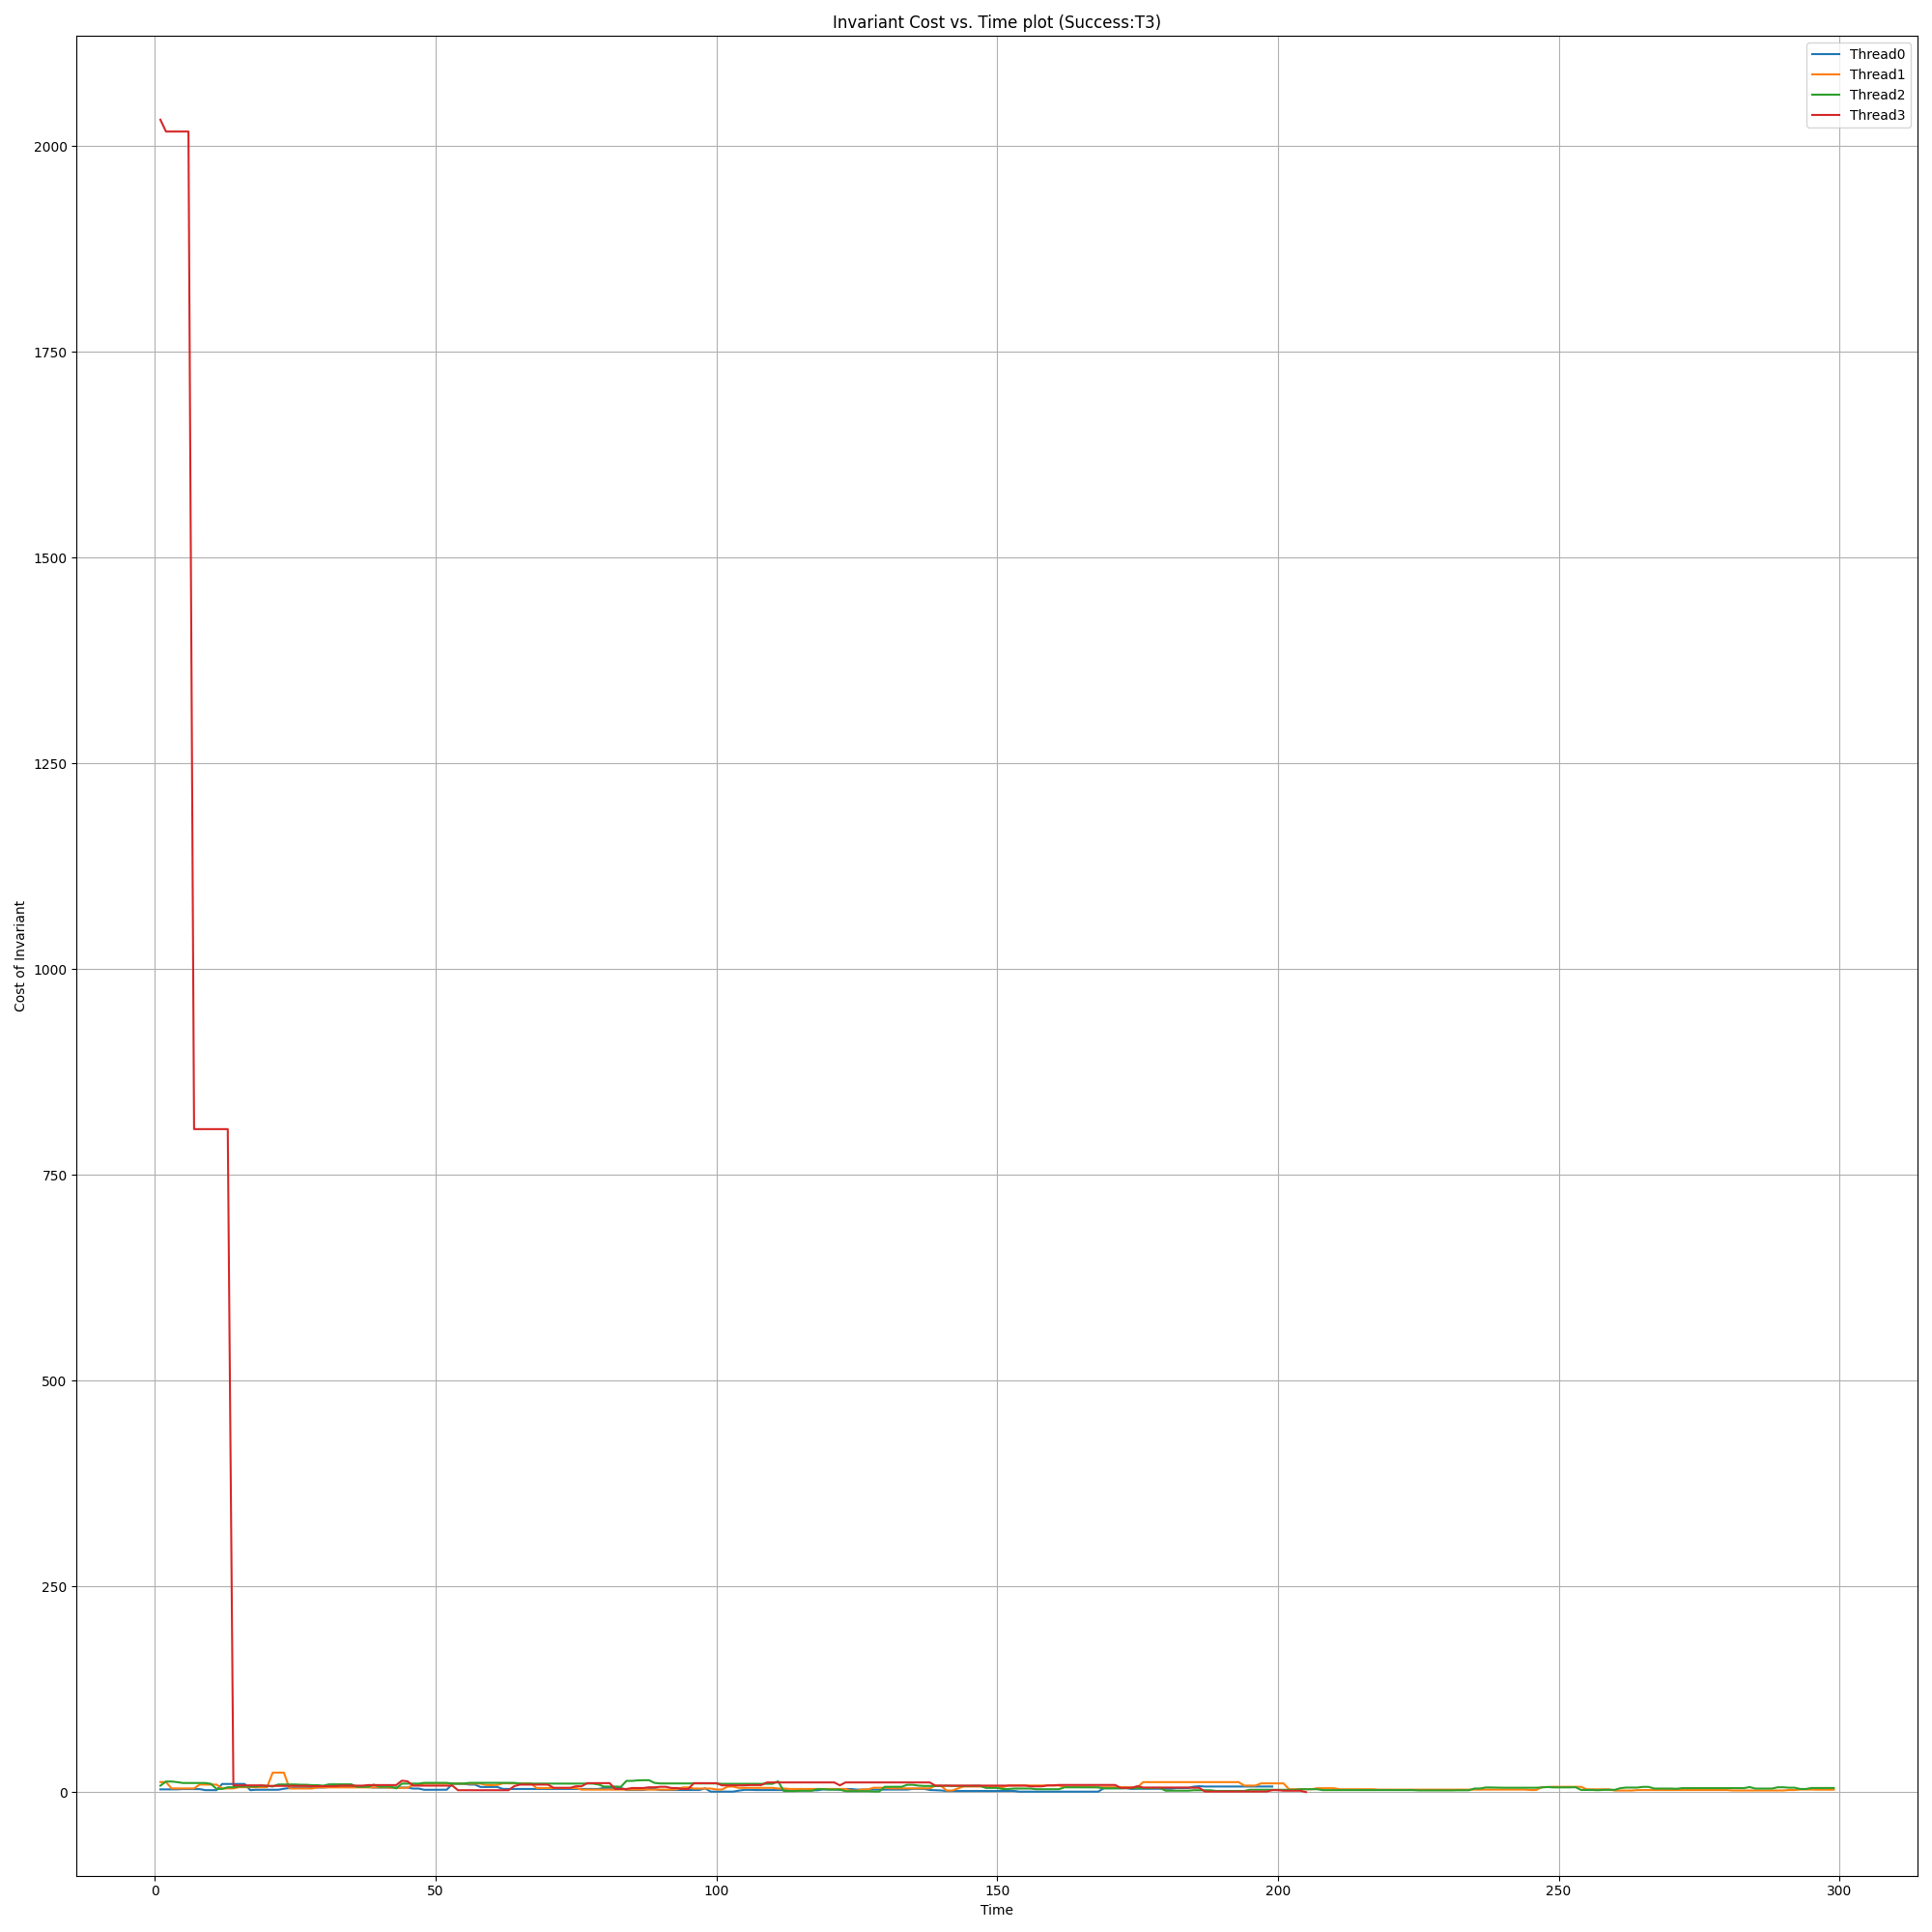 Invariant Cost vs. Time plot (Success:T3)
Thread0
Thread1
Thread2
Thread3
2000
1750
1500
1250
1000
750
500
250
0
Cost of Invariant
0 50 100 150 200 250 300
Time